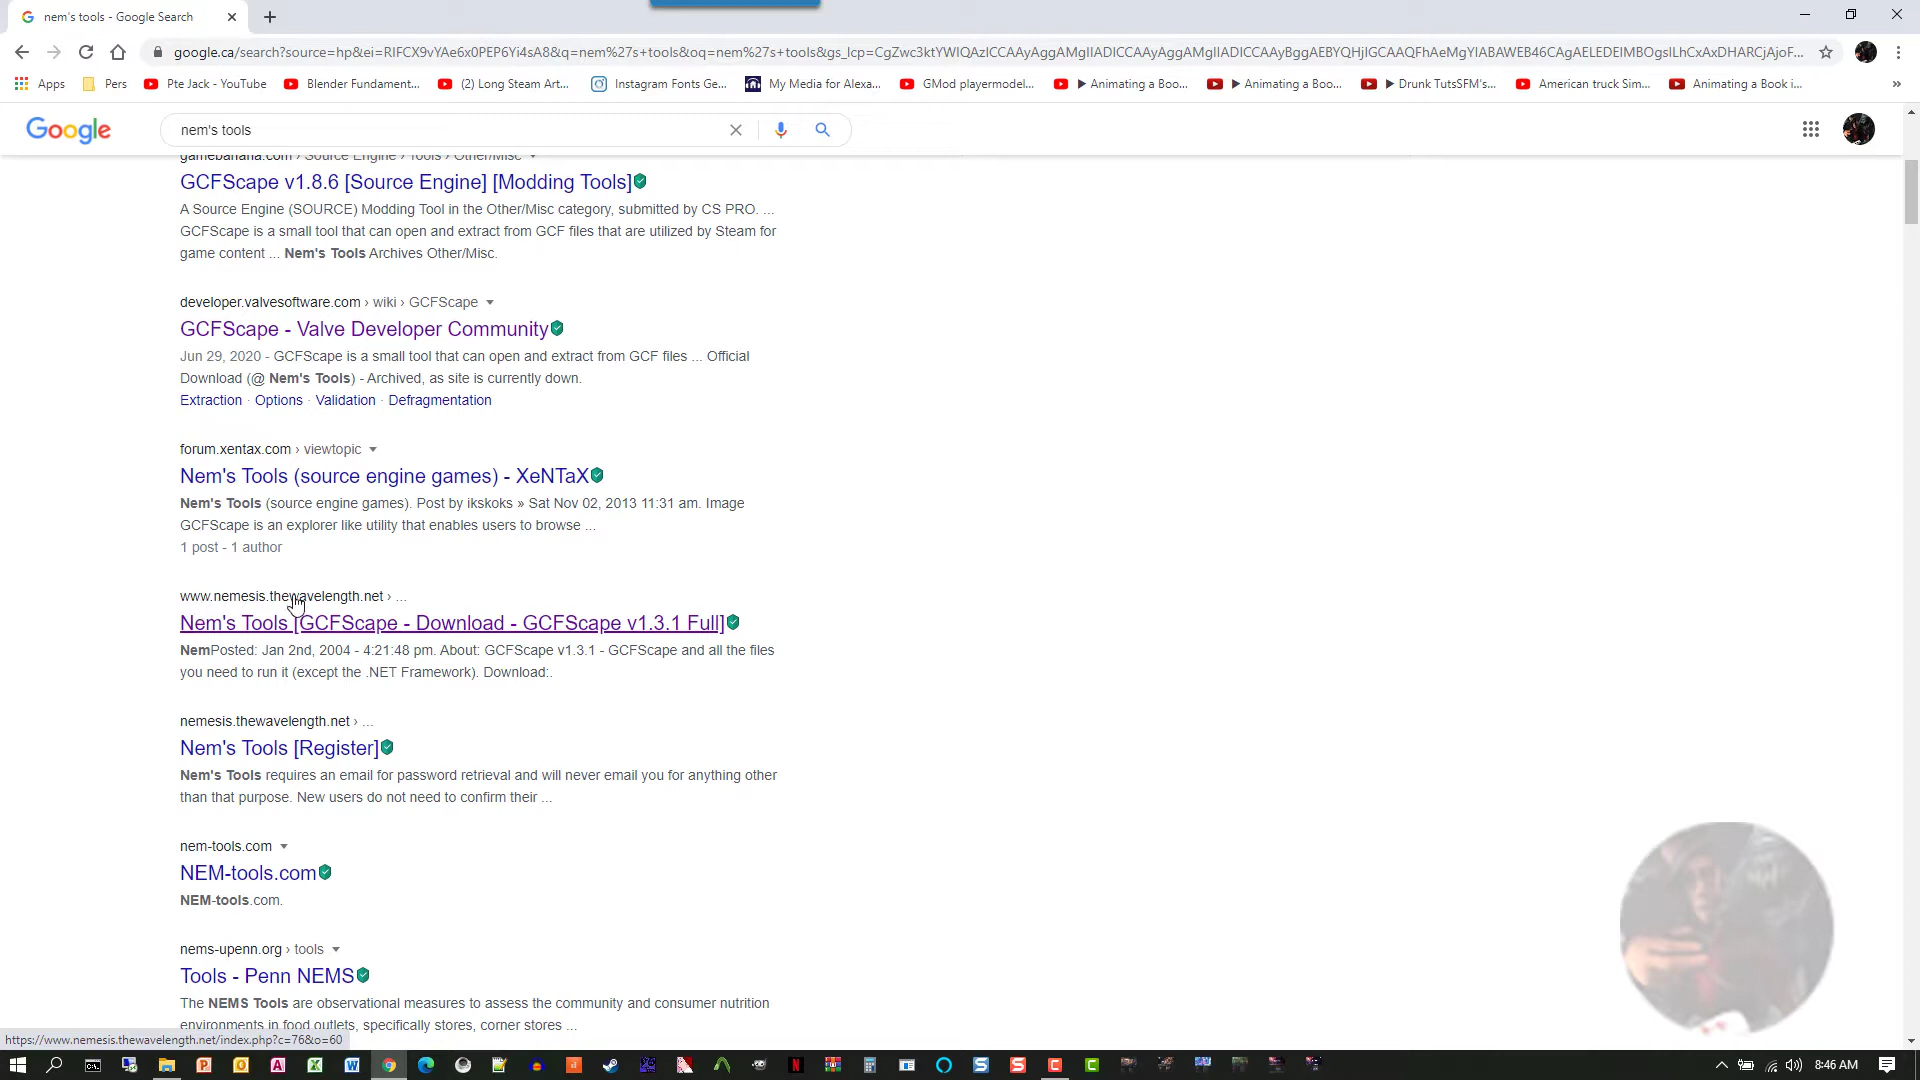 nem's tools - Google Search
google.ca/search?source=hp&ei=RIFCX9vYAe6x0PEP6Yi4sA8&q=nem%27s+tools&oq=nem%27s+tools&gs_lcp=
Apps
Pers
Pte Jack - YouTube
Blender Fundament...
(2) Long Steam Art...
Instagram Fonts Ge...
My Media for Alexa...
GMod playermodel...
▶ Animating a Boo...
▶ Animating a Boo...
▶ Drunk TutsSFM's...
American truck Sim...
Animating a Book i...
»
Google
nem's tools
gamebanana.com › Source Engine › Tools › Other/Misc
GCFScape v1.8.6 [Source Engine] [Modding Tools]
A Source Engine (SOURCE) Modding Tool in the Other/Misc category, submitted by CS PRO. ...
GCFScape is a small tool that can open and extract from GCF files that are utilized by Steam for
game content ... Nem's Tools Archives Other/Misc.
developer.valvesoftware.com › wiki › GCFScape
GCFScape - Valve Developer Community
Jun 29, 2020 - GCFScape is a small tool that can open and extract from GCF files ... Official
Download (@ Nem's Tools) - Archived, as site is currently down.
Extraction · Options · Validation · Defragmentation
forum.xentax.com › viewtopic
Nem's Tools (source engine games) - XeNTaX
Nem's Tools (source engine games). Post by ikskoks » Sat Nov 02, 2013 11:31 am. Image
GCFScape is an explorer like utility that enables users to browse ...
1 post - 1 author
www.nemesis.thewavelength.net › ...
Nem's Tools [GCFScape - Download - GCFScape v1.3.1 Full]
NemPosted: Jan 2nd, 2004 - 4:21:48 pm. About: GCFScape v1.3.1 - GCFScape and all the files
you need to run it (except the .NET Framework). Download:.
nemesis.thewavelength.net › ...
Nem's Tools [Register]
Nem's Tools requires an email for password retrieval and will never email you for anything other
than that purpose. New users do not need to confirm their ...
nem-tools.com
NEM-tools.com
NEM-tools.com.
nems-upenn.org › tools
Tools - Penn NEMS
The NEMS Tools are observational measures to assess the community and consumer nutrition
environments in food outlets, specifically stores, corner stores ...
https://www.nemesis.thewavelength.net/index.php?c=76&o=60
8:46 AM